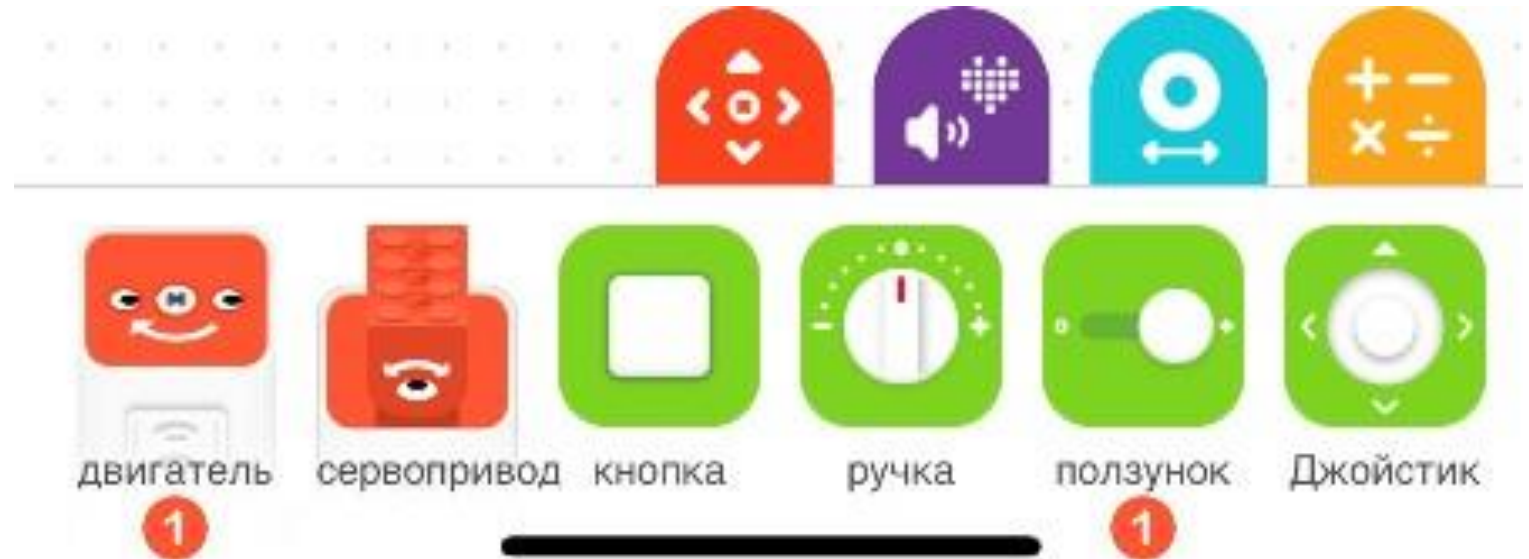 двигатель сервопривод кнопка ручка ползунок Джойстик
1 1